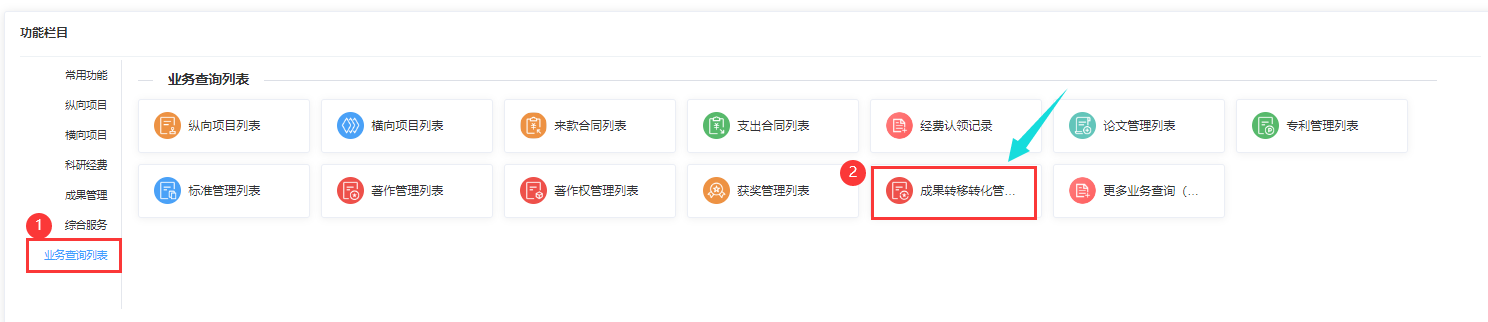 功能栏目
常用功能
纵向项目
横向项目
科研经费
成果管理
综合服务
1
业务查询列表
业务查询列表
纵向项目列表
横向项目列表
来款合同列表
支出合同列表
经费认领记录
论文管理列表
专利管理列表
标准管理列表
著作管理列表
著作权管理列表
获奖管理列表
2
成果转移转化管...
更多业务查询（...